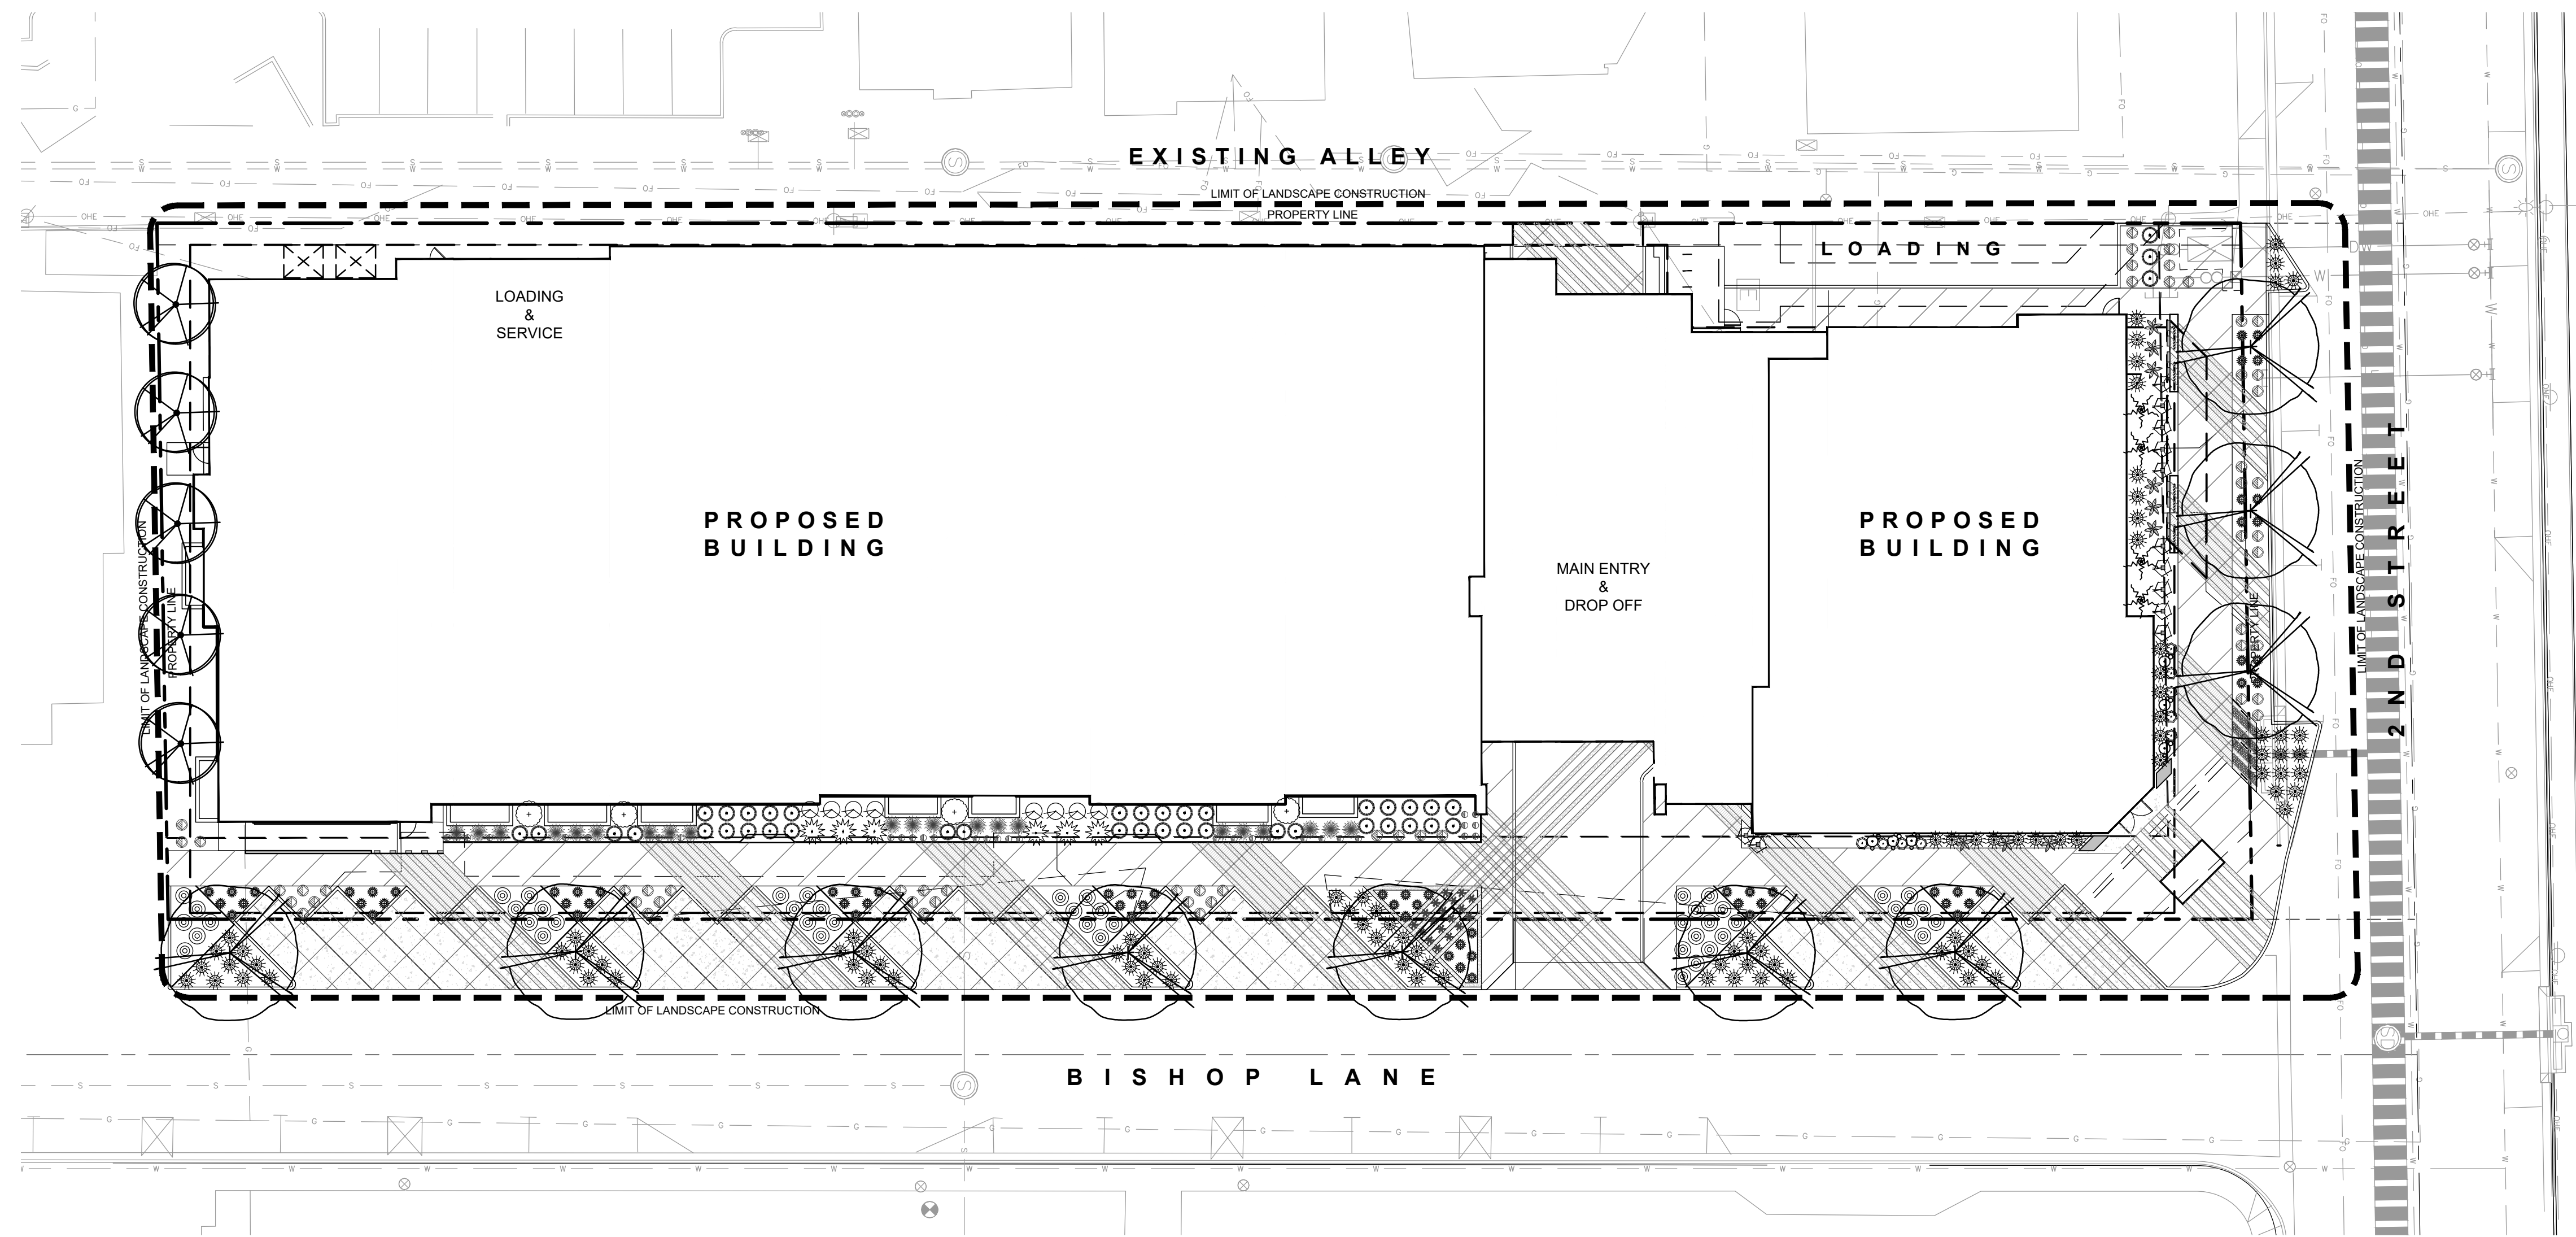 EXISTING ALLEY
LIMIT OF LANDSCAPE CONSTRUCTION
PROPERTY LINE
LOADING
LOADING
&
SERVICE
PROPOSED
BUILDING
MAIN ENTRY
&
DROP OFF
PROPOSED
BUILDING
LIMIT OF LANDSCAPE CONSTRUCTION
PROPERTY LINE
PROPERTY LINE
LIMIT OF LANDSCAPE CONSTRUCTION
2ND STREET
LIMIT OF LANDSCAPE CONSTRUCTION
BISHOP LANE